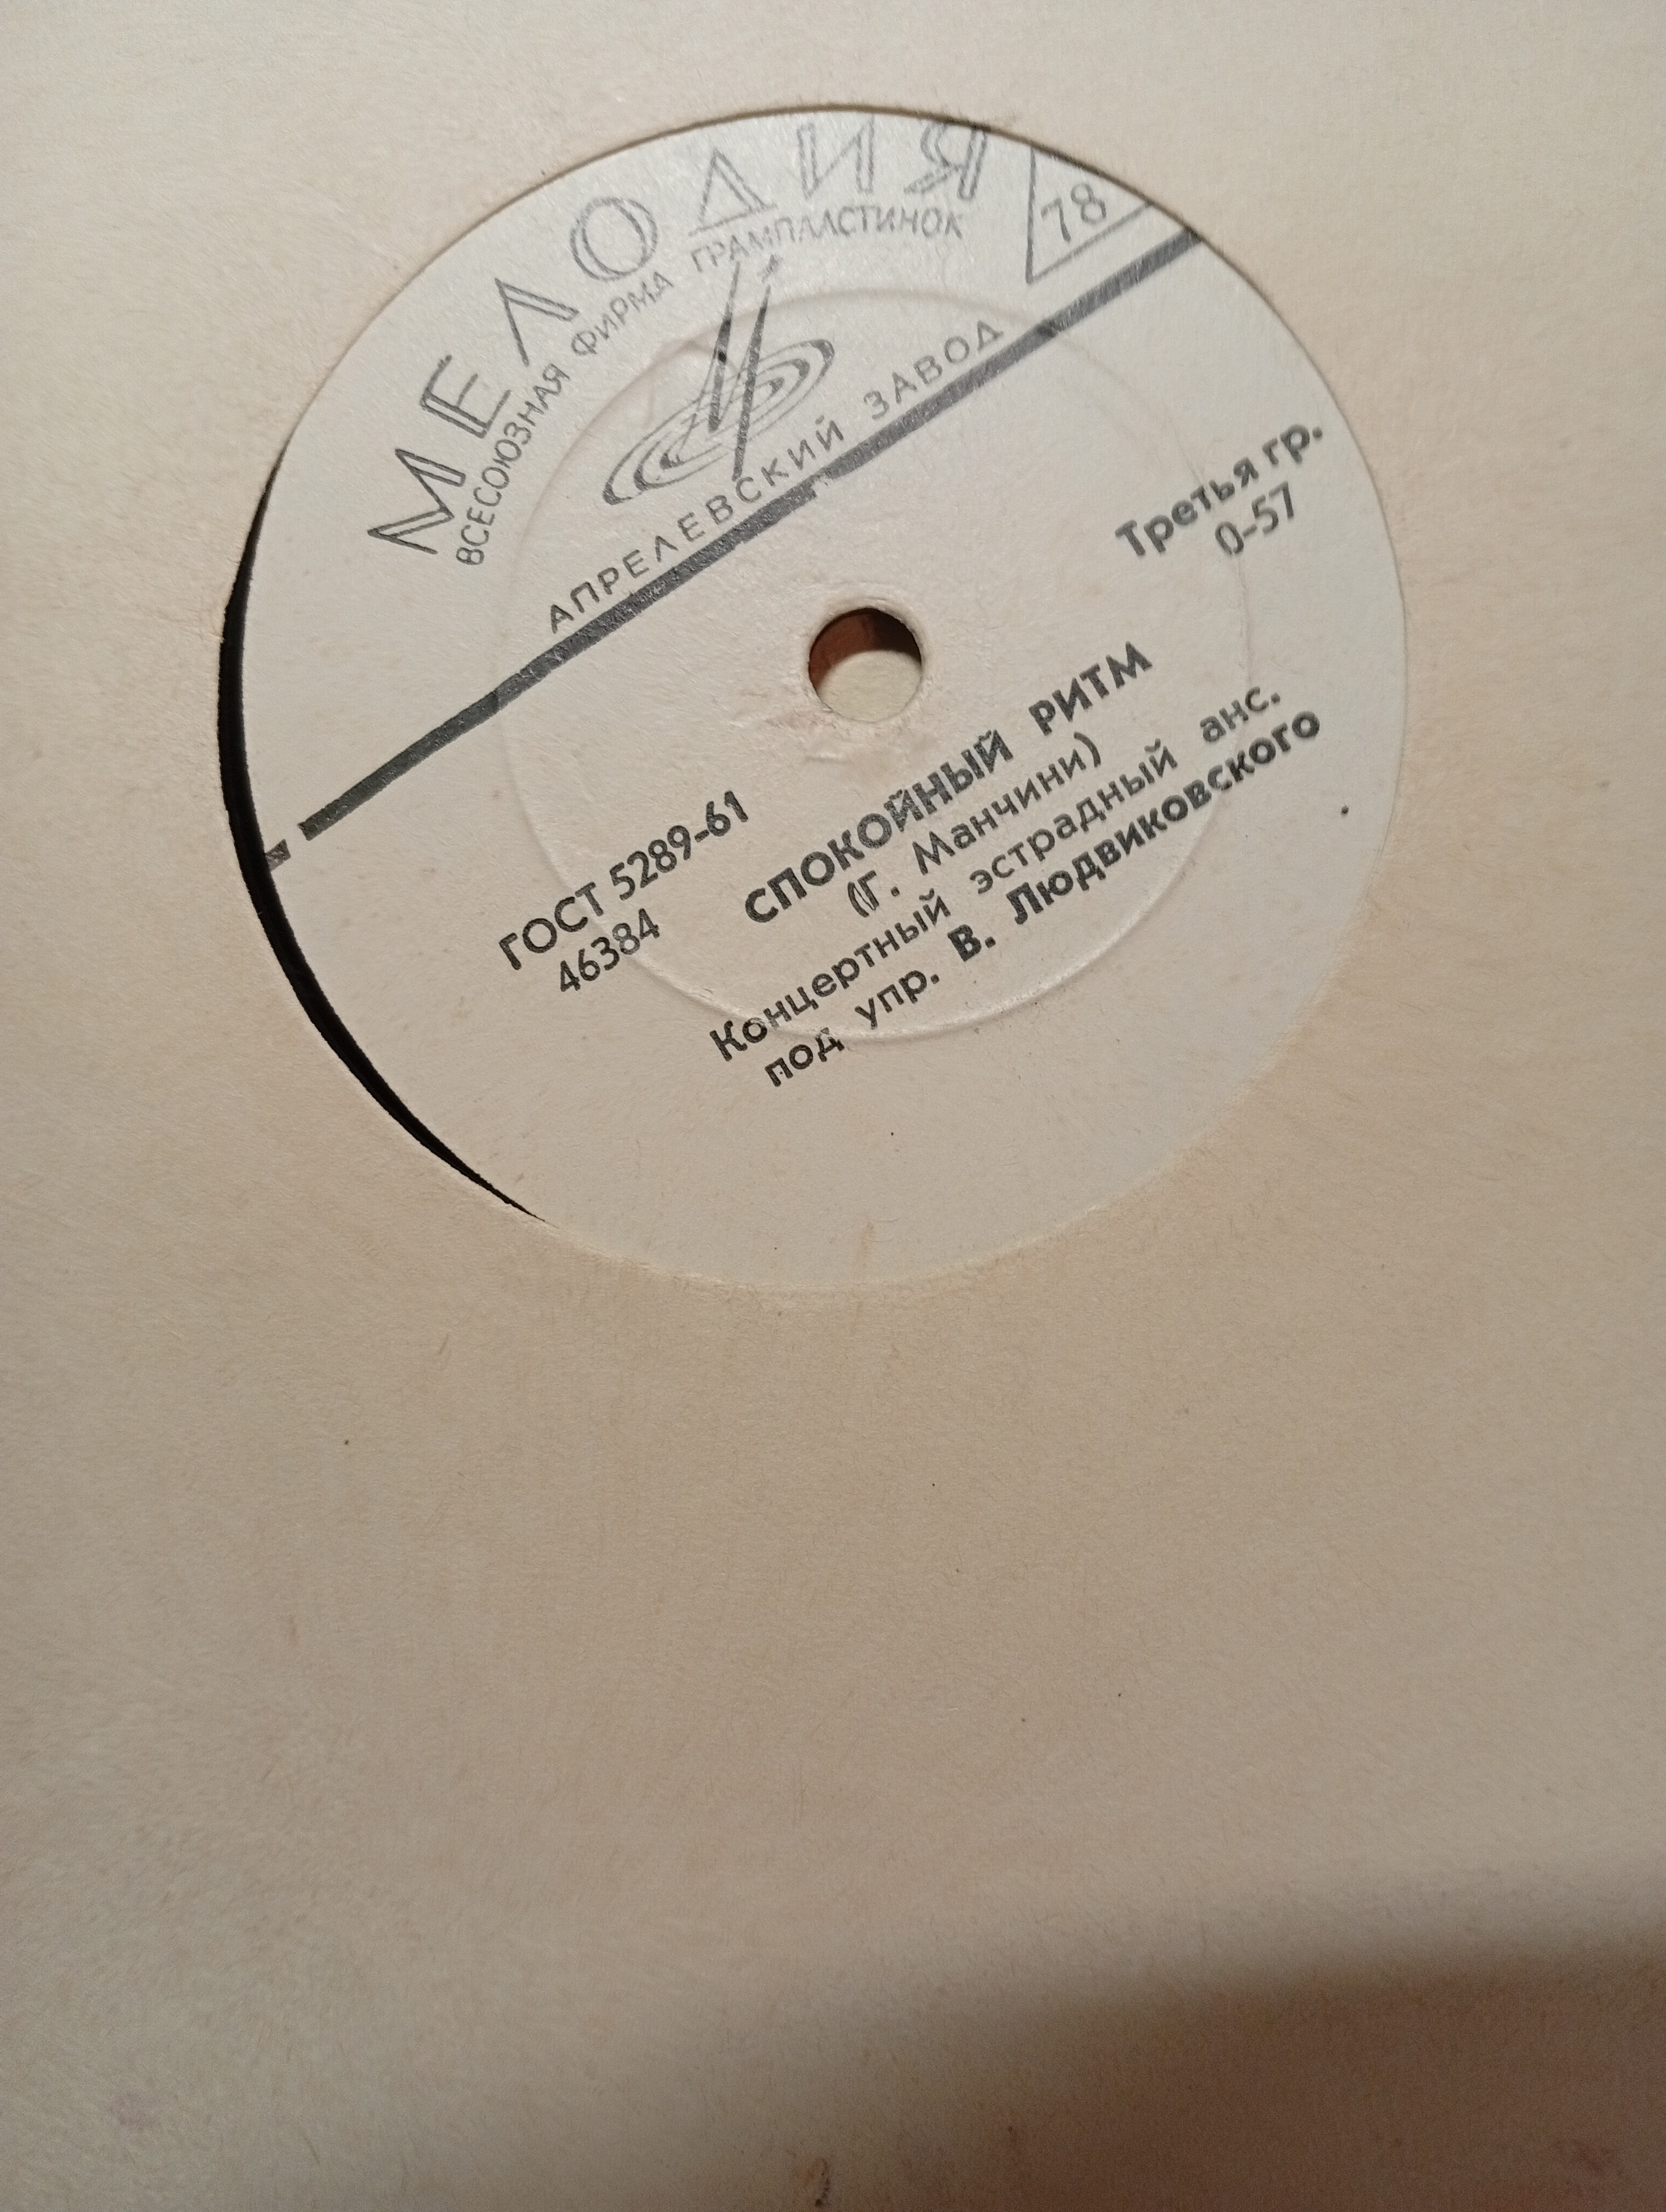 МЕЛОДИЯ
ВСЕСОЮЗНАЯ ФИРМА ГРАМПЛАСТИНОК
78
АПРЕЛЕВСКИЙ ЗАВОД
Третья гр.
0-57
ГОСТ 5289-61
46384
СПОКОЙНЫЙ РИТМ
(Г. Манчини)
Концертный эстрадный анс.
под упр. В. Людвиковского